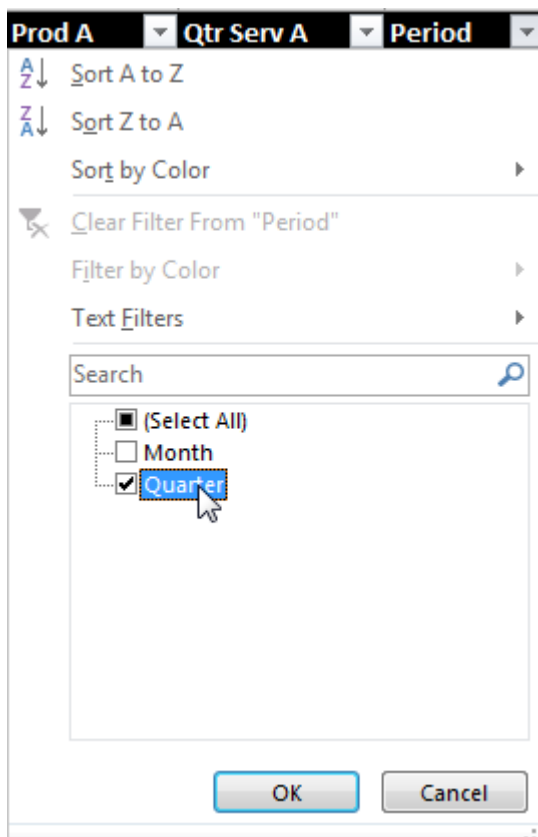 Prod A Qtr Serv A Period
Sort A to Z
Sort Z to A
Sort by Color
Clear Filter From "Period"
Filter by Color
Text Filters
Search
(Select All)
Month
Quarter
OK Cancel